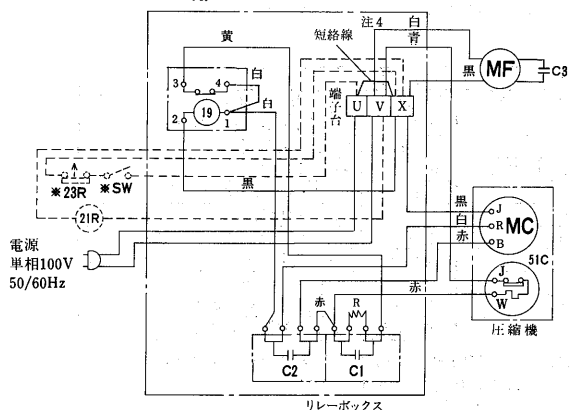 注4
白
青
短絡線
黄
白
白
3
4
19
2
1
端子台
U V X
黒
MF
C3
A
※23R
※SW
黒
21R
黒
白
赤
J
R
B
MC
51C
電源
単相100V
50/60Hz
赤
J
W
圧縮機
赤
R
C2
C1
リレーボックス